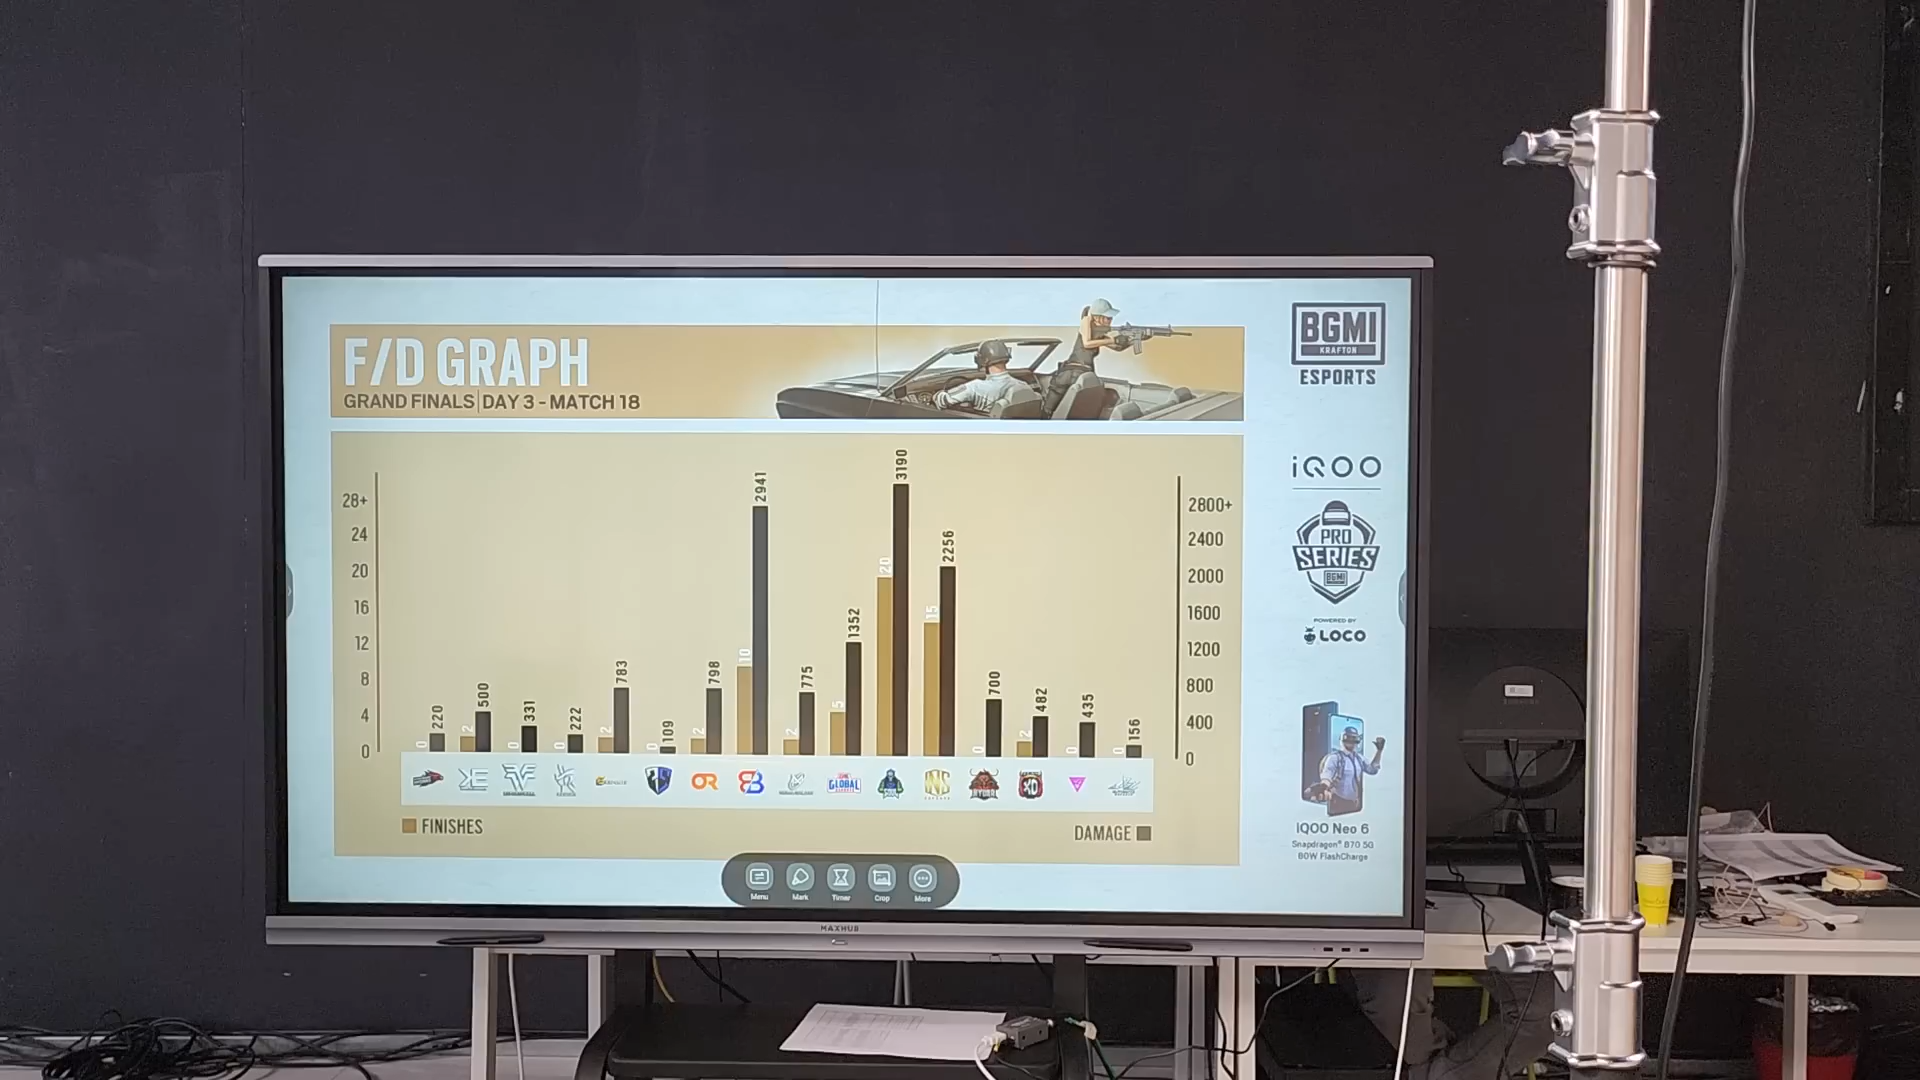 F/D GRAPH
GRAND FINALS | DAY 3 - MATCH 18
BGMI
KRAFTON
ESPORTS
iQOO
PRO
SERIES
BGMI
POWERED BY
LOCO
iQOO Neo 6
Snapdragon® 870 5G
80W FlashCharge
28+
24
20
16
12
8
4
0
2800+
2400
2000
1600
1200
800
400
0
0 220
2 500
0 331
0 222
2 783
0 109
2 798
10 2941
2 775
5 1352
20 3190
15 2256
0 700
2 482
0 435
0 156
OR
GLOBAL
XO
FINISHES
DAMAGE
Menu
Mark
Timer
Crop
More
MAXHUB